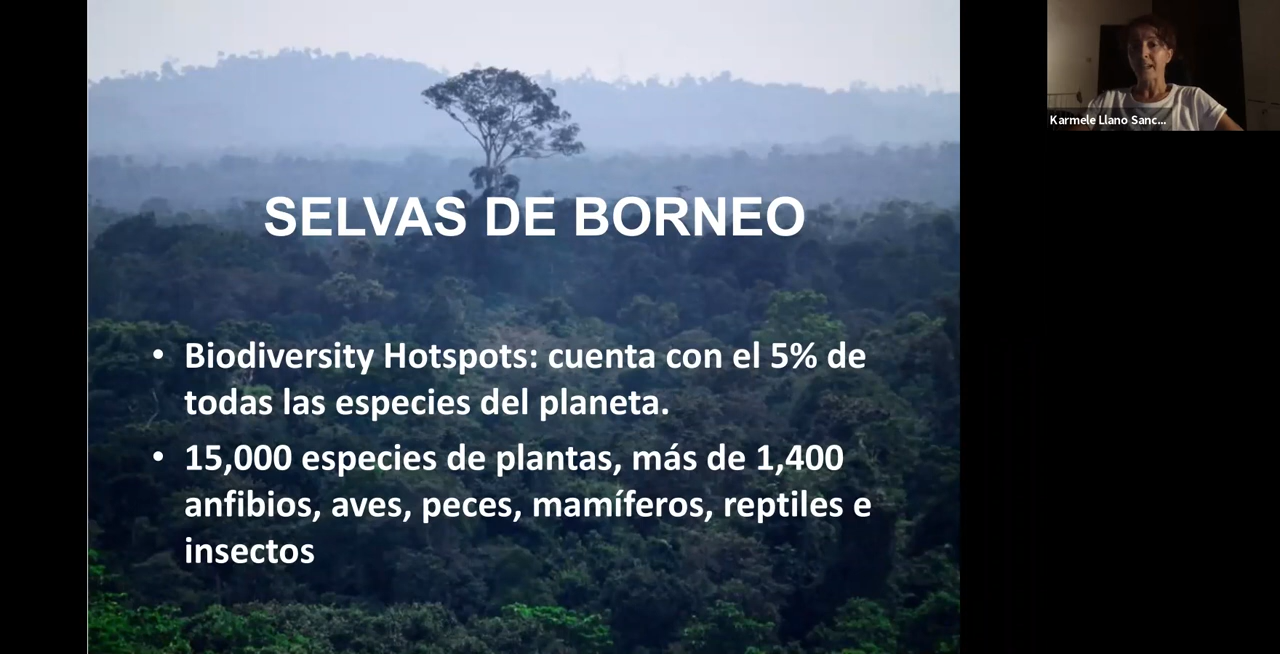 SELVAS DE BORNEO
• Biodiversity Hotspots: cuenta con el 5% de
todas las especies del planeta.
• 15,000 especies de plantas, más de 1,400
anfibios, aves, peces, mamíferos, reptiles e
insectos
Karmele Llano Sanc...